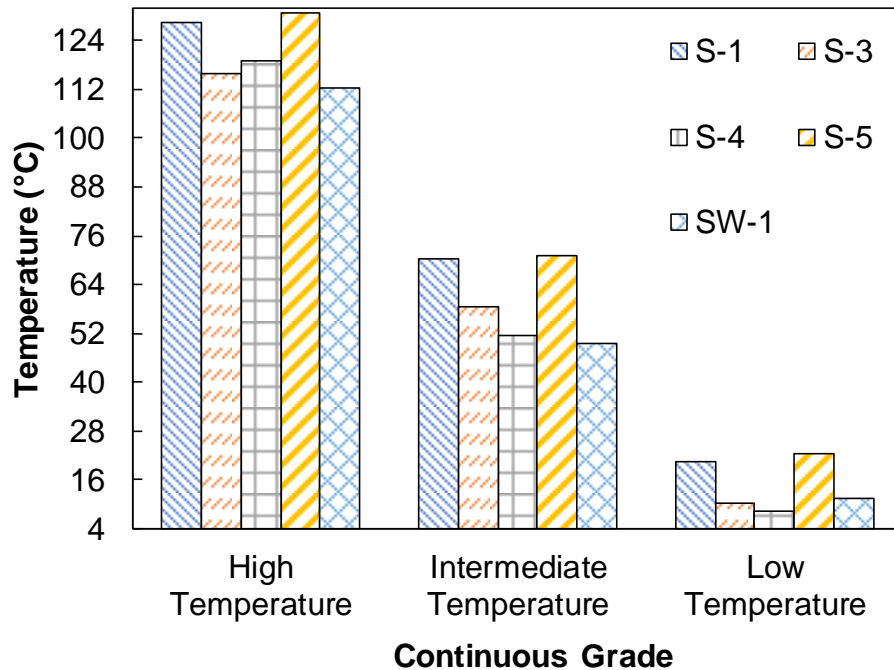 Temperature (°C)
124
112
100
88
76
64
52
40
28
16
4
S-1
S-3
S-4
S-5
SW-1
High
Temperature
Intermediate
Temperature
Low
Temperature
Continuous Grade